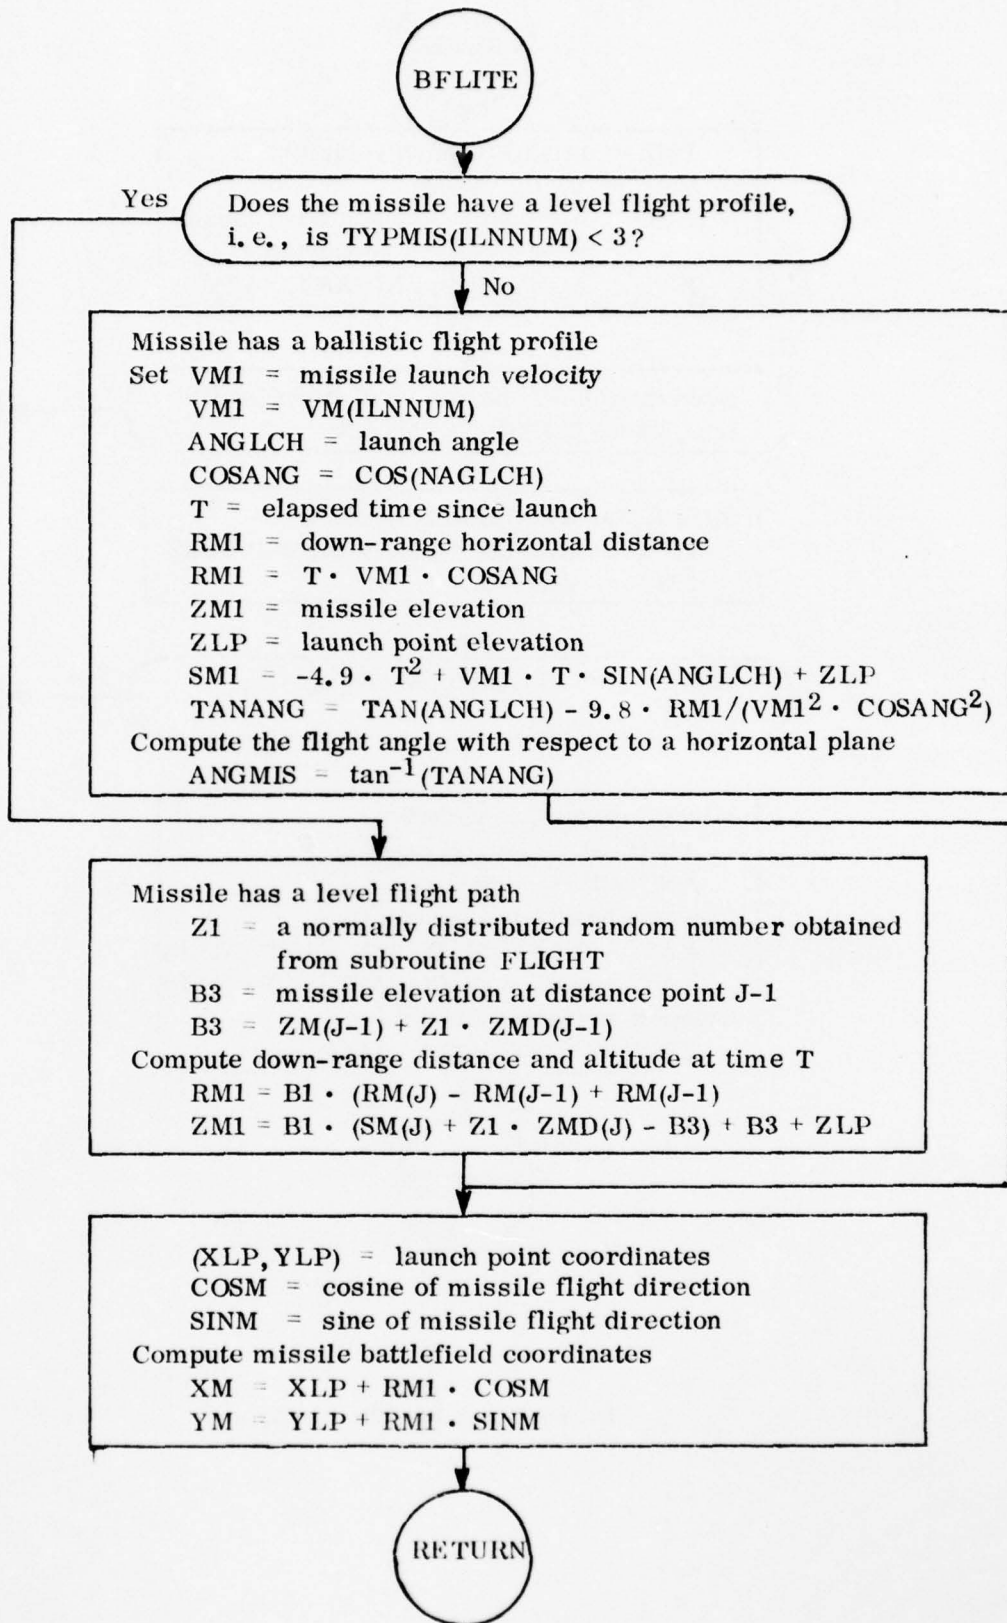 BFLITE
Yes
Does the missile have a level flight profile,
i. e., is TYPMIS(ILNNUM) < 3?
No
Missile has a ballistic flight profile
Set VM1 = missile launch velocity
VM1 = VM(ILNNUM)
ANGLCH = launch angle
COSANG = COS(NAGLCH)
T = elapsed time since launch
RM1 = down-range horizontal distance
RM1 = T · VM1 · COSANG
ZM1 = missile elevation
ZLP = launch point elevation
SM1 = -4.9 · T² + VM1 · T · SIN(ANGLCH) + ZLP
TANANG = TAN(ANGLCH) - 9.8 · RM1/(VM1² · COSANG²)
Compute the flight angle with respect to a horizontal plane
ANGMIS = tan⁻¹(TANANG)
Missile has a level flight path
Z1 = a normally distributed random number obtained
from subroutine FLIGHT
B3 = missile elevation at distance point J-1
B3 = ZM(J-1) + Z1 · ZMD(J-1)
Compute down-range distance and altitude at time T
RM1 = B1 · (RM(J) - RM(J-1) + RM(J-1)
ZM1 = B1 · (SM(J) + Z1 · ZMD(J) - B3) + B3 + ZLP
(XLP, YLP) = launch point coordinates
COSM = cosine of missile flight direction
SINM = sine of missile flight direction
Compute missile battlefield coordinates
XM = XLP + RM1 · COSM
YM = YLP + RM1 · SINM
RETURN